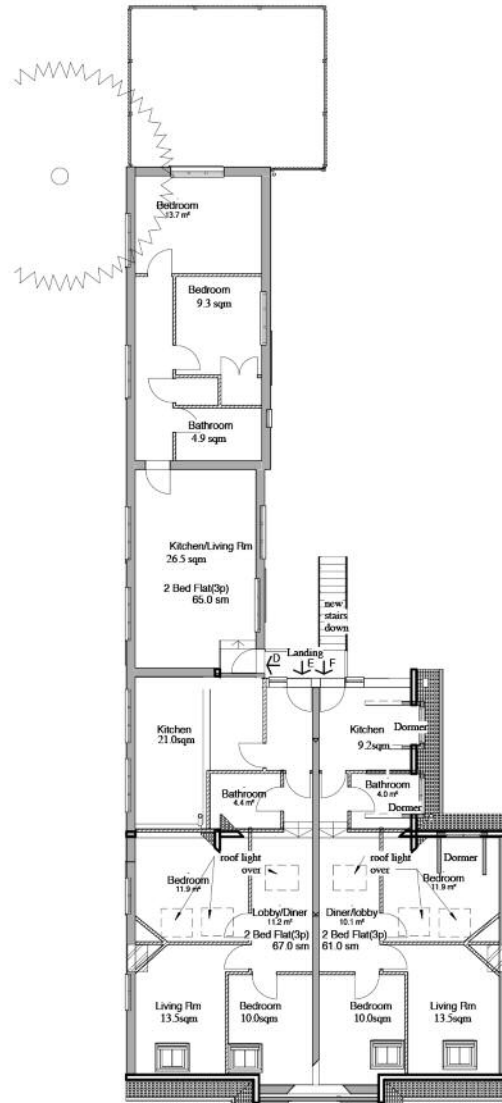 Bedroom
13.7 m²
Bedroom
9.3 sqm
Bathroom
4.9 sqm
Kitchen/Living Rm
26.5 sqm
2 Bed Flat(3p)
65.0 sm
new
stairs
down
Landing
D
E
F
Kitchen
21.0sqm
Kitchen
9.2sqm
Dormer
Bathroom
4.4 m²
Bathroom
4.0 m²
Dormer
Bedroom
11.9 m²
roof light
over
roof light
over
Dormer
Bedroom
11.9 m²
Lobby/Diner
11.2 m²
2 Bed Flat(3p)
67.0 sm
Diner/lobby
10.1 m²
2 Bed Flat(3p)
61.0 sm
Living Rm
13.5sqm
Bedroom
10.0sqm
Bedroom
10.0sqm
Living Rm
13.5sqm